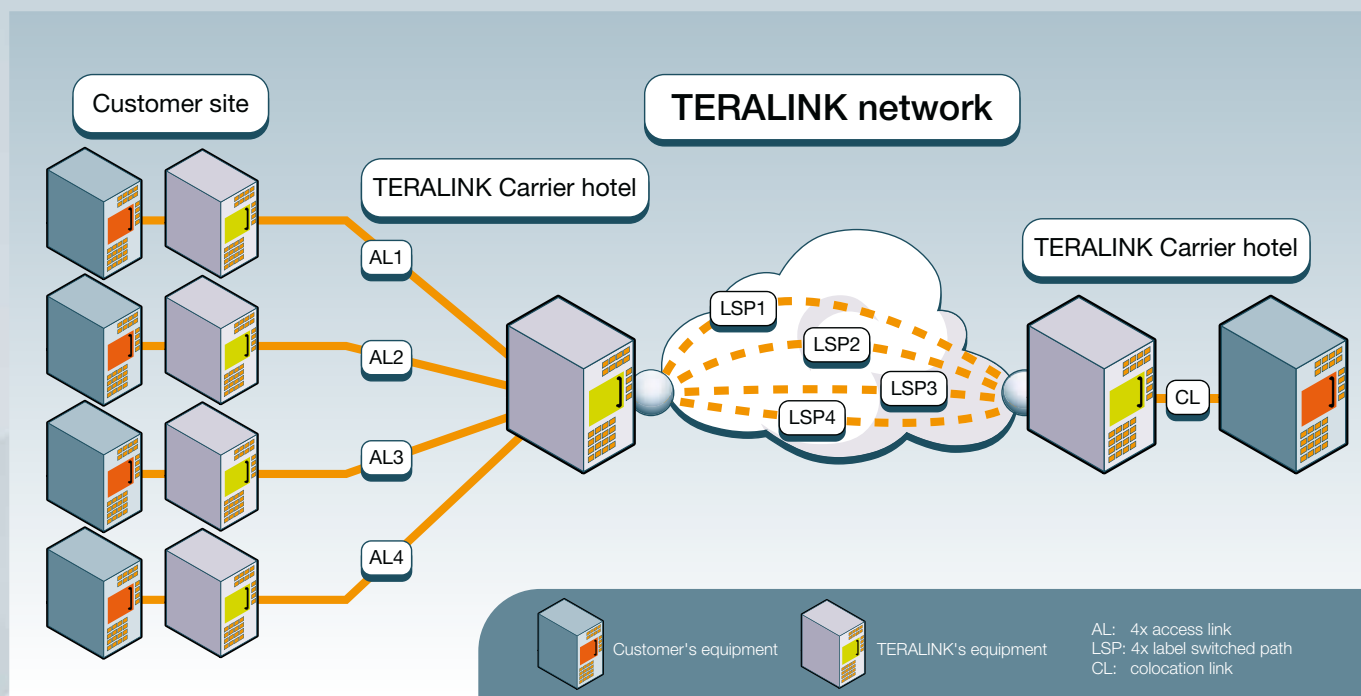 Customer site
TERALINK network
TERALINK Carrier hotel
TERALINK Carrier hotel
AL1
LSP1
LSP2
AL2
LSP3
CL
LSP4
AL3
AL4
Customer's equipment
TERALINK's equipment
AL: 4x access link
LSP: 4x label switched path
CL: colocation link